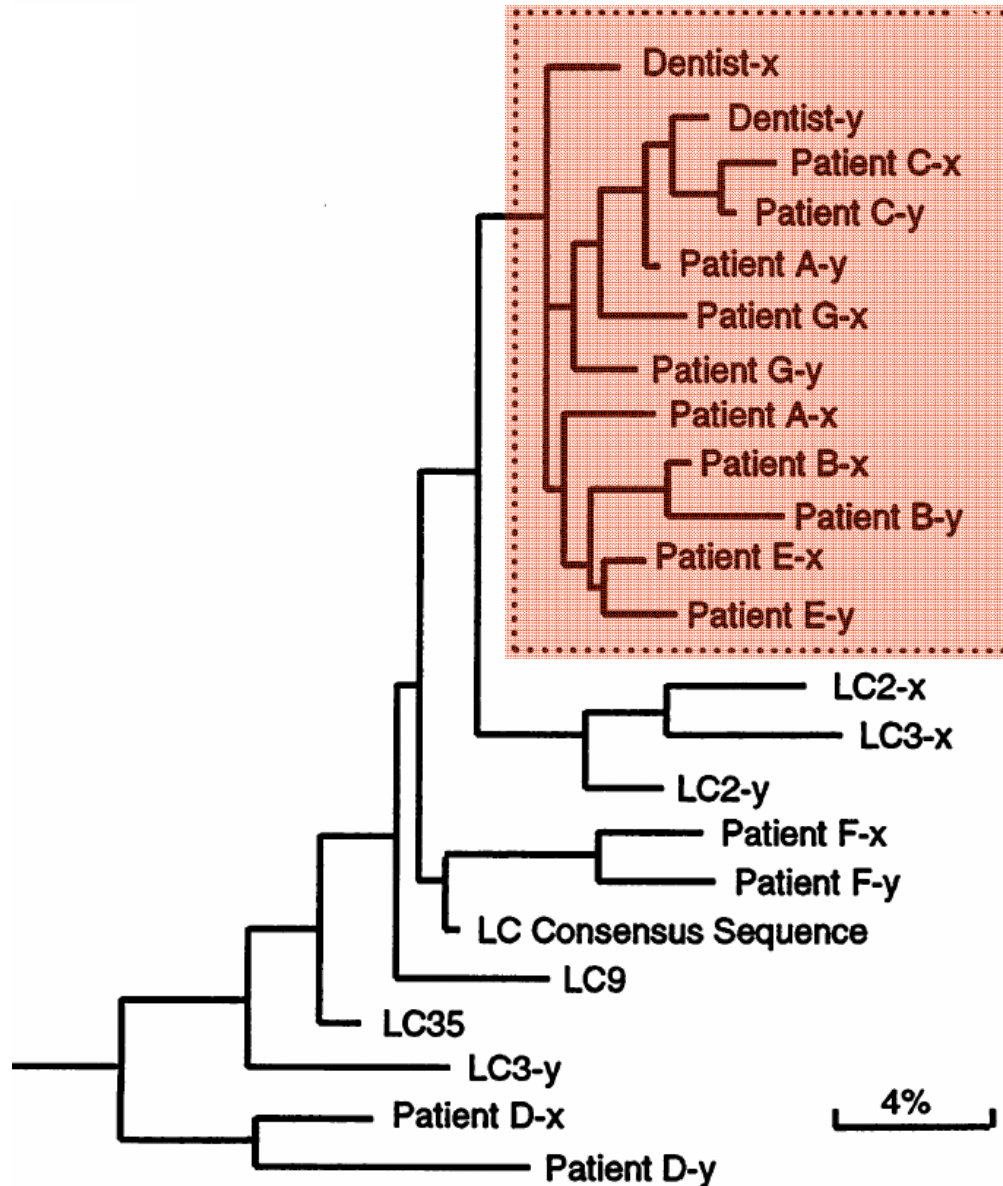 Dentist-x
Dentist-y
Patient C-x
Patient C-y
Patient A-y
Patient G-x
Patient G-y
Patient A-x
Patient B-x
Patient B-y
Patient E-x
Patient E-y
LC2-x
LC3-x
LC2-y
Patient F-x
Patient F-y
LC Consensus Sequence
LC9
LC35
LC3-y
4%
Patient D-x
Patient D-y